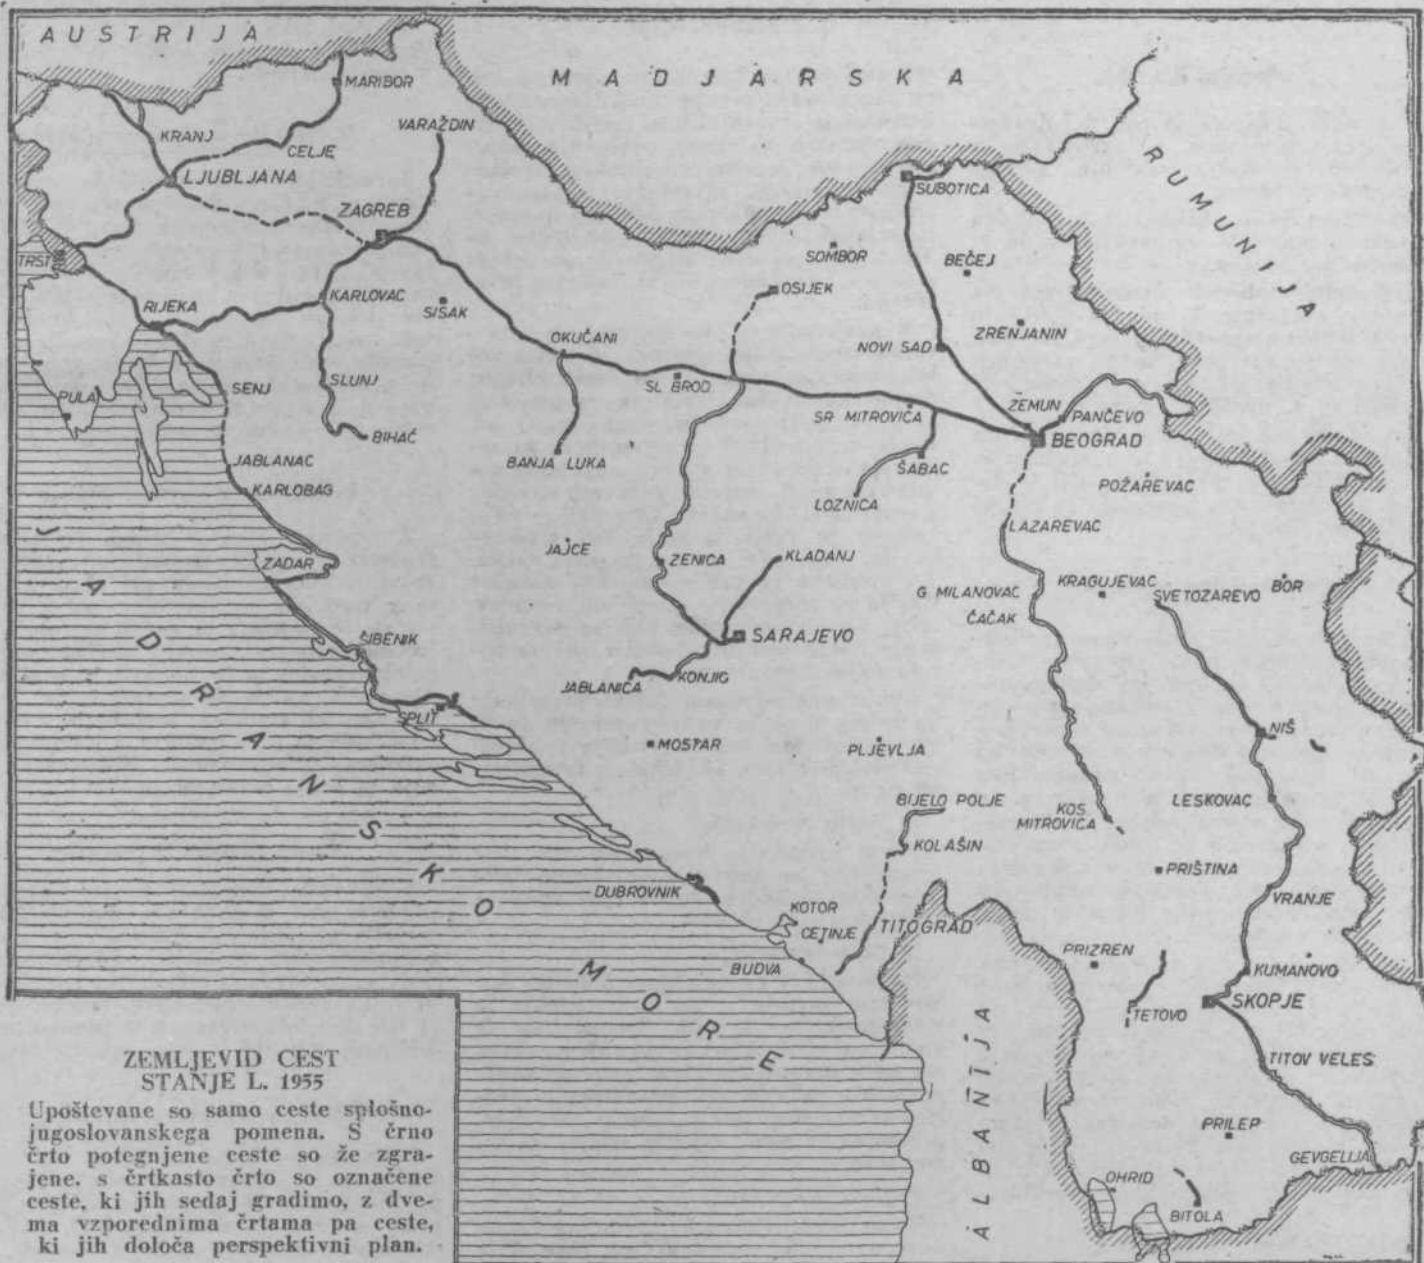 AUSTRIJA
MADJARSKA
RUMUNIJA
MARIBOR
KRANJ
CELJE
VARAŽDIN
LJUBLJANA
ZAGREB
SUBOTICA
TRST
SOMBOR
BEČEJ
OSIJEK
RIJEKA
KARLOVAC
SISAK
ZRENJANIN
OKUČANI
NOVI SAD
SENJ
SLUNJ
SL BROD
PULA
SR MITROVICA
ZEMUN
PANČEVO
BEOGRAD
BIHAĆ
BANJA LUKA
ŠABAC
JABLANAC
KARLOBAG
LOZNICA
POŽAREVAC
LAZAREVAC
ZADAR
JAJCE
ZENICA
KLADANJ
G. MILANOVAC
KRAGUJEVAC
SVETOZAREVO
BOR
ČAČAK
ŠIBENIK
SARAJEVO
JABLANICA
KONJIG
SPLIT
MOSTAR
PLJEVLJA
NIŠ
BIJELO POLJE
KOS
MITROVICA
LESKOVAC
KOLAŠIN
PRIŠTINA
DUBROVNIK
VRANJE
KOTOR
CETINJE
TITOGRAD
BUDVA
PRIZREN
KUMANOVO
TETOVO
SKOPJE
JADRANSKO MORE
TITOV VELES
ALBANIJA
PRILEP
GEVGELIJA
OHRID
BITOLA
ZEMLJEVID CEST
STANJE L. 1955
Upoštevane so samo ceste splošno-
jugoslovanskega pomena. S črno
črto potegnjene ceste so že zgra-
jene, s črtkasto črto so označene
ceste, ki jih sedaj gradimo, z dve-
ma vzporednima črtama pa ceste,
ki jih določa perspektivni plan.